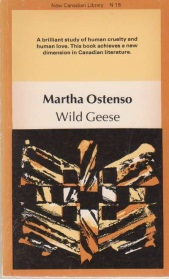 New Canadian Library N 18
A brilliant study of human cruelty and
human love. This book achieves a new
dimension in Canadian literature.
Martha Ostenso
Wild Geese